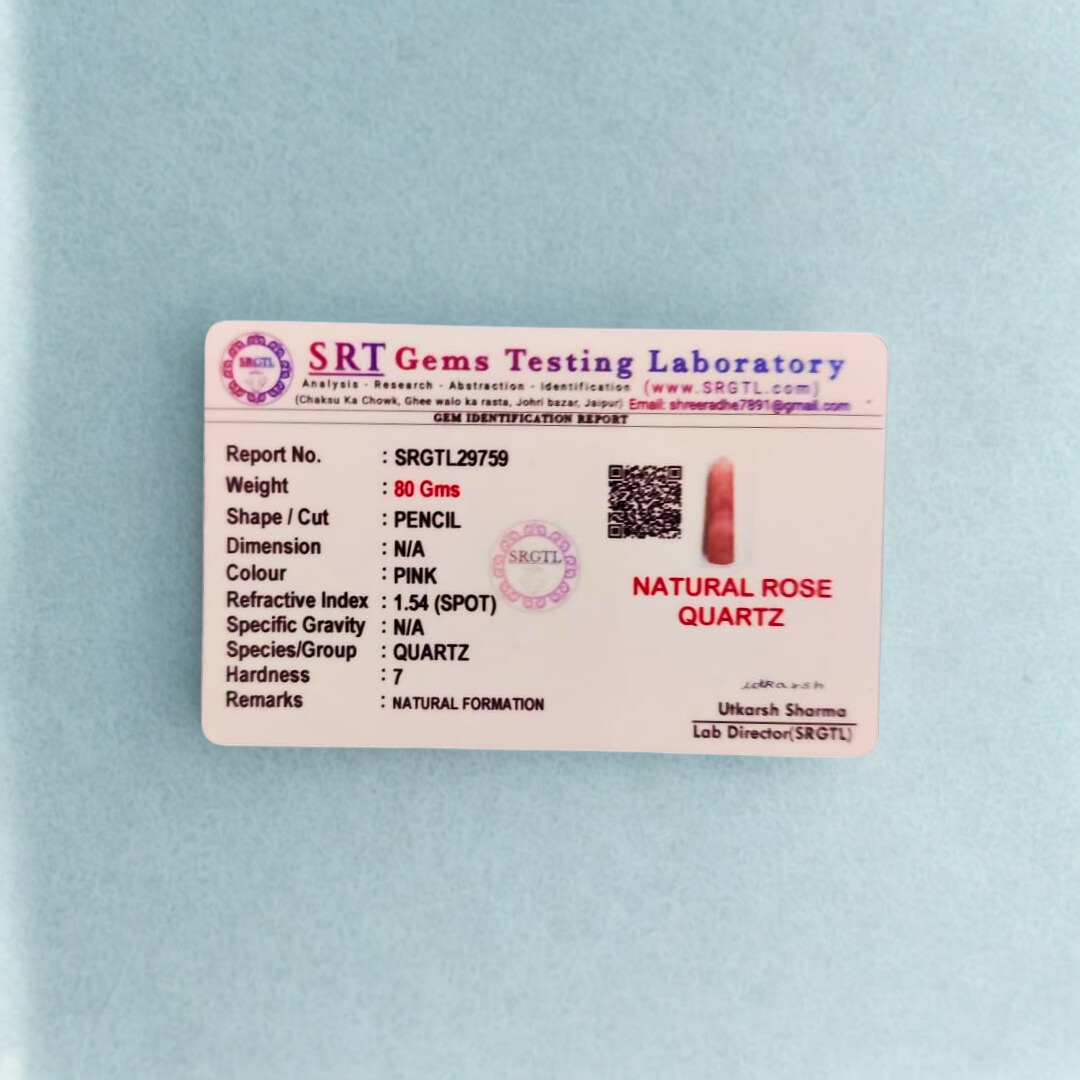 SRGTL
SRT Gems Testing Laboratory
Analysis - Research - Abstraction - Identification (www.SRGTL.com)
(Chaksu Ka Chowk, Ghee walo ka rasta, Johri bazar, Jaipur) Email: shreeradhe7891@gmail.com
GEM IDENTIFICATION REPORT
Report No. : SRGTL29759
Weight : 80 Gms
Shape / Cut : PENCIL
Dimension : N/A
Colour : PINK
Refractive Index : 1.54 (SPOT)
Specific Gravity : N/A
Species/Group : QUARTZ
Hardness : 7
Remarks : NATURAL FORMATION
SRGTL
NATURAL ROSE
QUARTZ
Utkarsh
Utkarsh Sharma
Lab Director(SRGTL)